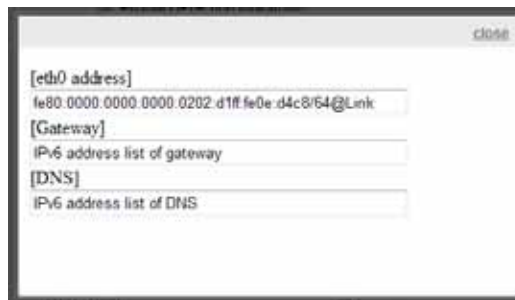 close
[eth0 address]
fe80:0000:0000:0000:0202:d1ff:fe0e:d4c8/64@Link
[Gateway]
IPv6 address list of gateway
[DNS]
IPv6 address list of DNS